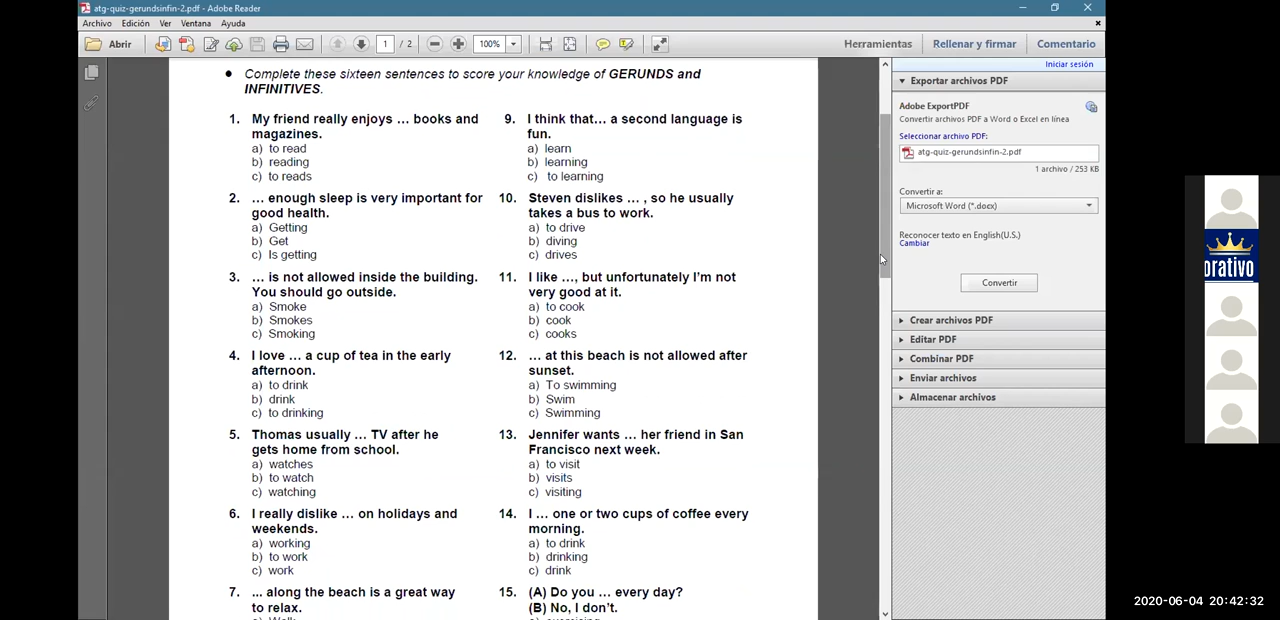 atg-quiz-gerundsinfin-2.pdf - Adobe Reader
Archivo Edición Ver Ventana Ayuda
Abrir 1 / 2 100% Herramientas Rellenar y firmar Comentario
• Complete these sixteen sentences to score your knowledge of GERUNDS and
INFINITIVES.
1. My friend really enjoys … books and
magazines.
a) to read
b) reading
c) to reads
2. … enough sleep is very important for
good health.
a) Getting
b) Get
c) Is getting
3. … is not allowed inside the building.
You should go outside.
a) Smoke
b) Smokes
c) Smoking
4. I love … a cup of tea in the early
afternoon.
a) to drink
b) drink
c) to drinking
5. Thomas usually … TV after he
gets home from school.
a) watches
b) to watch
c) watching
6. I really dislike … on holidays and
weekends.
a) working
b) to work
c) work
7. ... along the beach is a great way
to relax.
a) Walk
9. I think that… a second language is
fun.
a) learn
b) learning
c) to learning
10. Steven dislikes … , so he usually
takes a bus to work.
a) to drive
b) diving
c) drives
11. I like …, but unfortunately I'm not
very good at it.
a) to cook
b) cook
c) cooks
12. … at this beach is not allowed after
sunset.
a) To swimming
b) Swim
c) Swimming
13. Jennifer wants … her friend in San
Francisco next week.
a) to visit
b) visits
c) visiting
14. I … one or two cups of coffee every
morning.
a) to drink
b) drinking
c) drink
15. (A) Do you … every day?
(B) No, I don't.
a) exercising
Iniciar sesión
Exportar archivos PDF
Adobe ExportPDF
Convertir archivos PDF a Word o Excel en línea
Seleccionar archivo PDF:
atg-quiz-gerundsinfin-2.pdf
1 archivo / 253 KB
Convertir a:
Microsoft Word (*.docx)
Reconocer texto en English(U.S.)
Cambiar
Convertir
Crear archivos PDF
Editar PDF
Combinar PDF
Enviar archivos
Almacenar archivos
orativo
2020-06-04 20:42:32